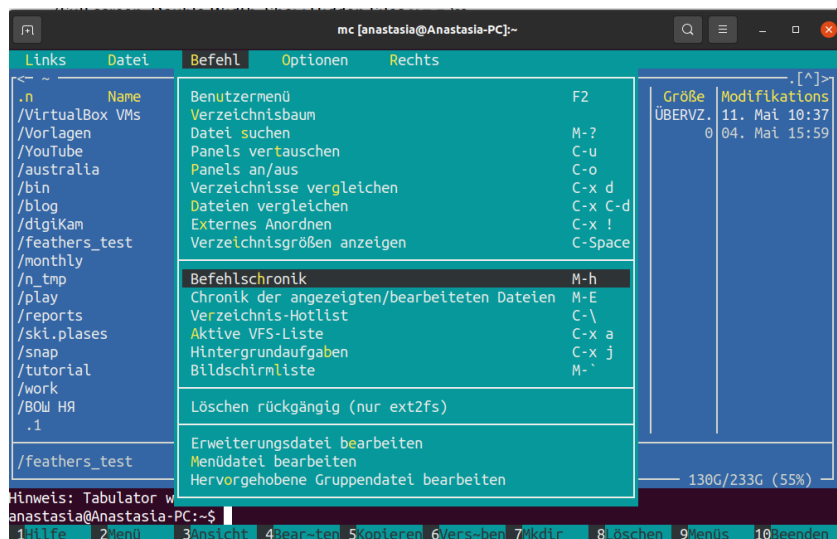 mc [anastasia@Anastasia-PC]:~
Links Datei Befehl Optionen Rechts
<- ~ .[^]>
.n Name Größe Modifikations
/VirtualBox VMs ÜBERVZ. 11. Mai 10:37
/Vorlagen 0 04. Mai 15:59
/YouTube
/australia
/bin
/blog
/digiKam
/feathers_test
/monthly
/n_tmp
/play
/reports
/ski.plases
/snap
/tutorial
/work
/ВОШ НЯ
.1
/feathers_test
Benutzermenü F2
Verzeichnisbaum
Datei suchen M-?
Panels vertauschen C-u
Panels an/aus C-o
Verzeichnisse vergleichen C-x d
Dateien vergleichen C-x C-d
Externes Anordnen C-x !
Verzeichnisgrößen anzeigen C-Space
Befehlschronik M-h
Chronik der angezeigten/bearbeiteten Dateien M-E
Verzeichnis-Hotlist C-\
Aktive VFS-Liste C-x a
Hintergrundaufgaben C-x j
Bildschirmliste M-`
Löschen rückgängig (nur ext2fs)
Erweiterungsdatei bearbeiten
Menüdatei bearbeiten
Hervorgehobene Gruppendatei bearbeiten
130G/233G (55%)
Hinweis: Tabulator w
anastasia@Anastasia-PC:~$
1Hilfe 2Menü 3Ansicht 4Bear~ten 5Kopieren 6Vers~ben 7Mkdir 8Löschen 9Menüs 10Beenden